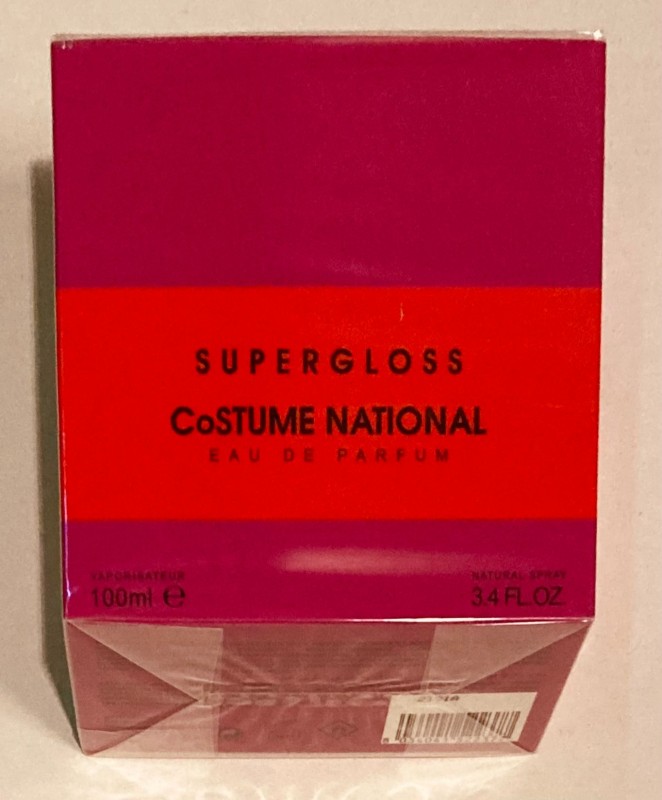 SUPERGLOSS
CoSTUME NATIONAL
EAU DE PARFUM
VAPORISATEUR
100ml ℮
NATURAL SPRAY
3.4 FL.OZ.